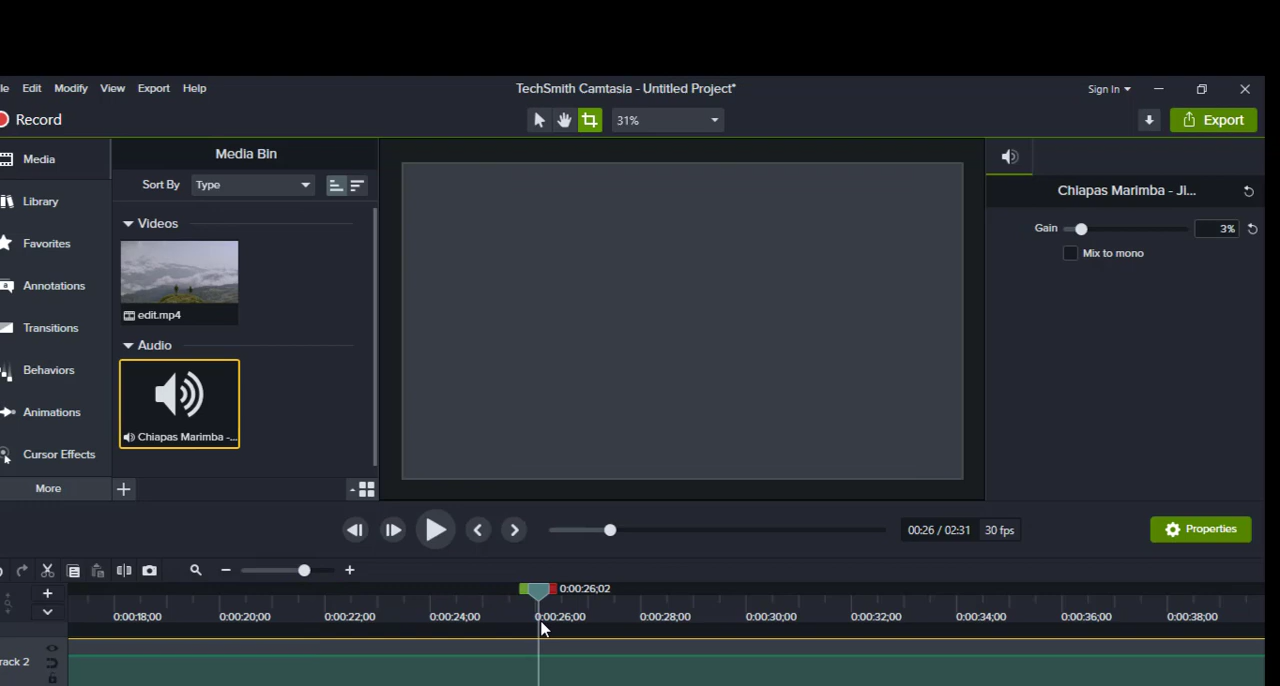 le Edit Modify View Export Help
TechSmith Camtasia - Untitled Project*
Sign In
Record
31%
Export
Media
Library
Favorites
Annotations
Transitions
Behaviors
Animations
Cursor Effects
More
Media Bin
Sort By Type
Videos
edit.mp4
Audio
Chiapas Marimba -...
Chiapas Marimba - Ji...
Gain 3%
Mix to mono
00:26 / 02:31 30 fps
Properties
0:00:26;02
0:00:18;00 0:00:20;00 0:00:22;00 0:00:24;00 0:00:26;00 0:00:28;00 0:00:30;00 0:00:32;00 0:00:34;00 0:00:36;00 0:00:38;00
rack 2